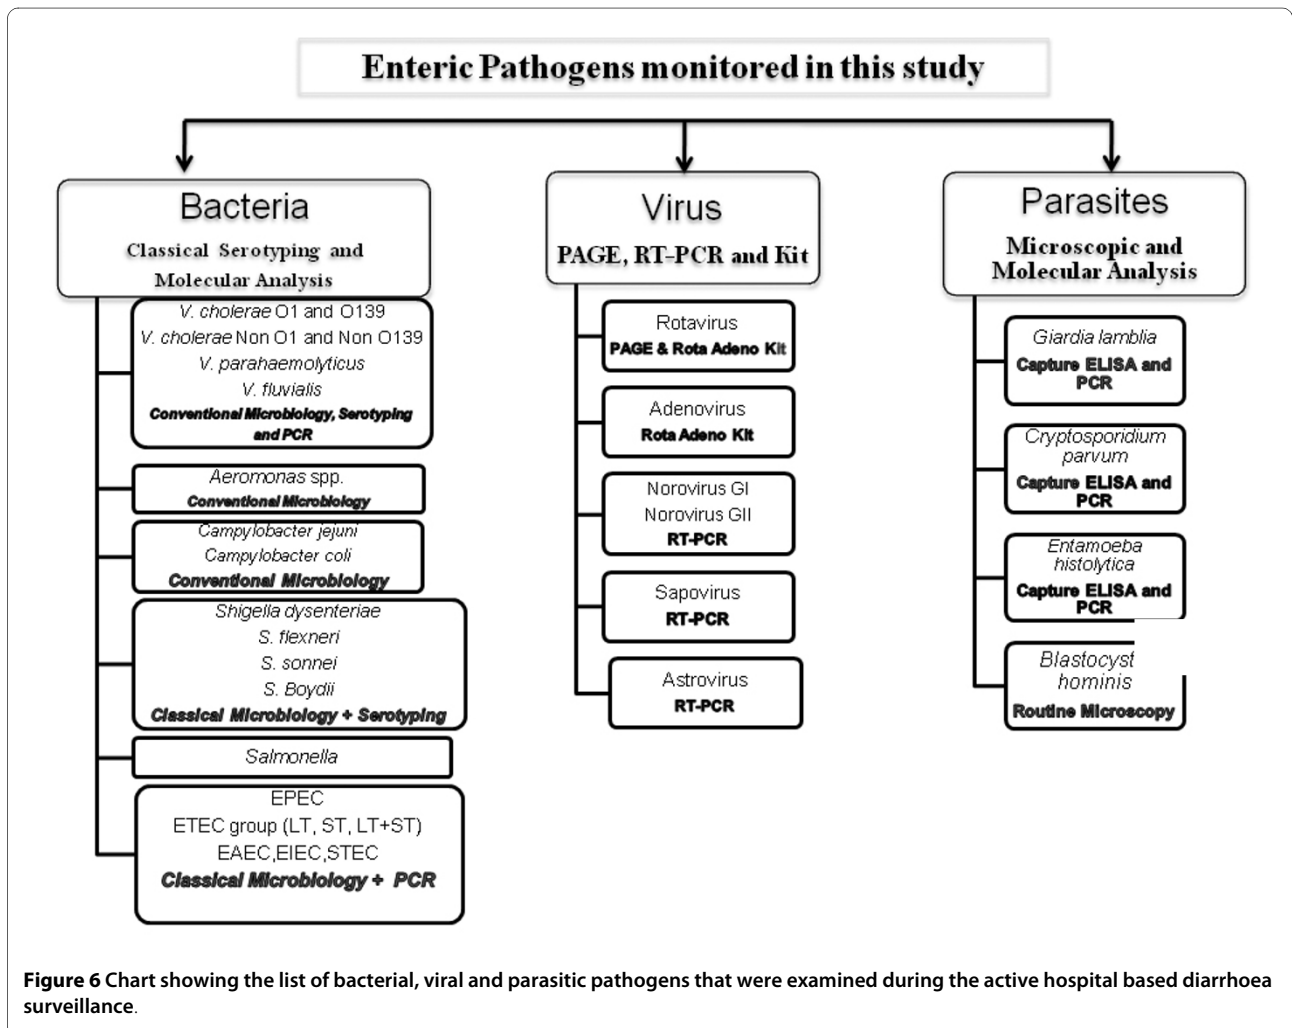 Enteric Pathogens monitored in this study
Bacteria
Classical Serotyping and
Molecular Analysis
V. cholerae O1 and O139
V. cholerae Non O1 and Non O139
V. parahaemolyticus
V. fluvialis
Conventional Microbiology, Serotyping
and PCR
Aeromonas spp.
Conventional Microbiology
Campylobacter jejuni
Campylobacter coli
Conventional Microbiology
Shigella dysenteriae
S. flexneri
S. sonnei
S. Boydii
Classical Microbiology + Serotyping
Salmonella
EPEC
ETEC group (LT, ST, LT+ST)
EAEC,EIEC,STEC
Classical Microbiology + PCR
Virus
PAGE, RT-PCR and Kit
Rotavirus
PAGE & Rota Adeno Kit
Adenovirus
Rota Adeno Kit
Norovirus GI
Norovirus GII
RT-PCR
Sapovirus
RT-PCR
Astrovirus
RT-PCR
Parasites
Microscopic and
Molecular Analysis
Giardia lamblia
Capture ELISA and
PCR
Cryptosporidium
parvum
Capture ELISA and
PCR
Entamoeba
histolytica
Capture ELISA and
PCR
Blastocyst
hominis
Routine Microscopy
Figure 6 Chart showing the list of bacterial, viral and parasitic pathogens that were examined during the active hospital based diarrhoea
surveillance.